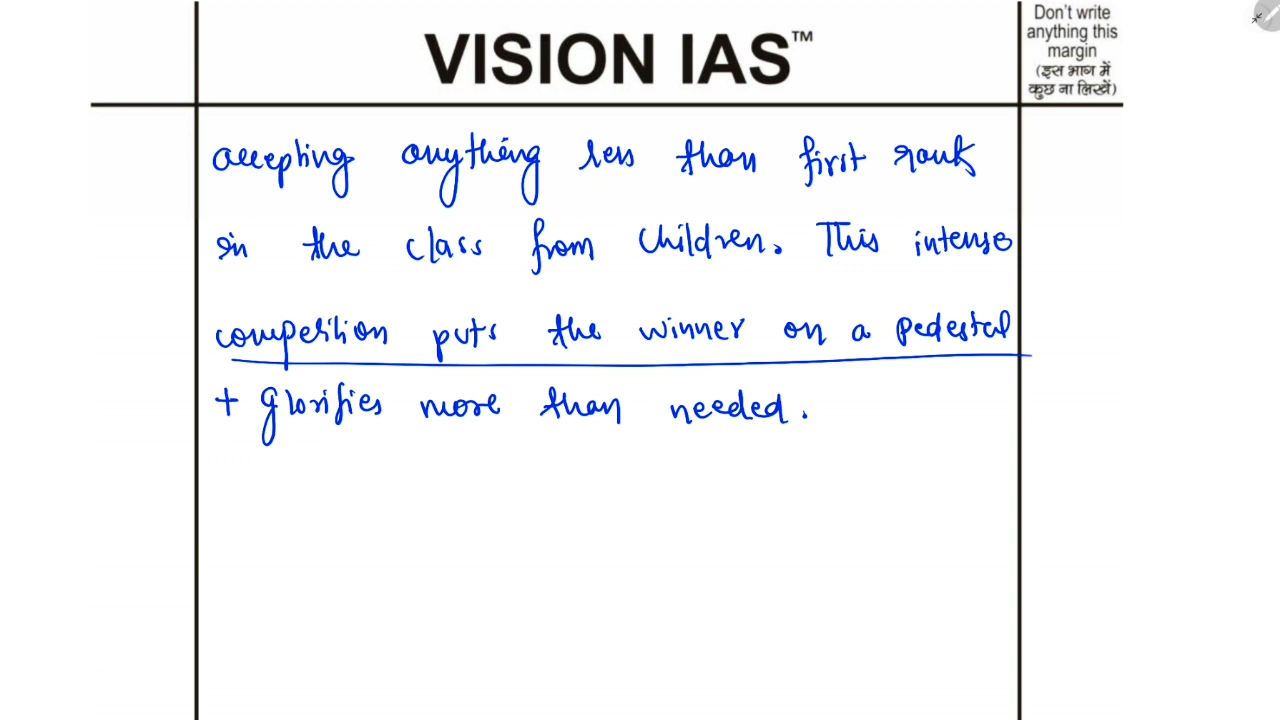 VISION IAS™
Don't write
anything this
margin
(इस भाग में
कुछ ना लिखें)
accepting anything less than first rank
in the class from children. This intense
competition puts the winner on a pedestal
+ glorifies more than needed.